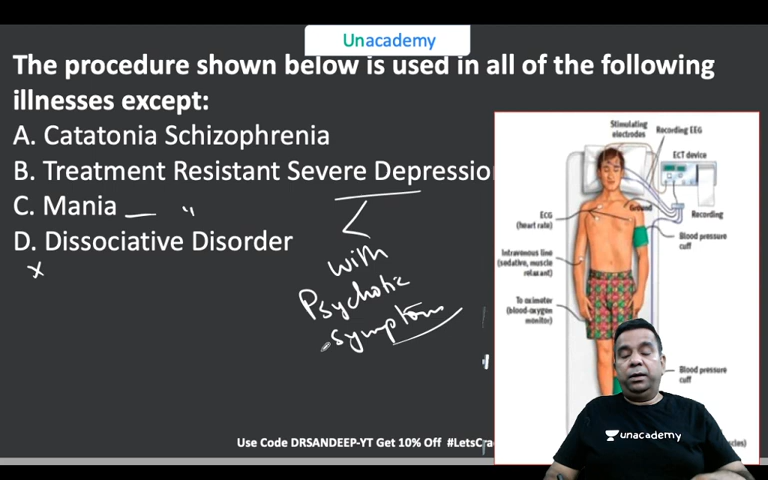 Unacademy
The procedure shown below is used in all of the following
illnesses except:
A. Catatonia Schizophrenia
B. Treatment Resistant Severe Depression
C. Mania
D. Dissociative Disorder
x
with
Psychotic
symptoms
Stimulating
electrodes
Recording EEG
ECT device
Ground
Recording
ECG
(heart rate)
Blood pressure
cuff
Intravenous line
(sedative, muscle
relaxant)
To oximeter
(blood-oxygen
monitor)
Blood pressure
cuff
unacademy
Use Code DRSANDEEP-YT Get 10% Off #LetsCra